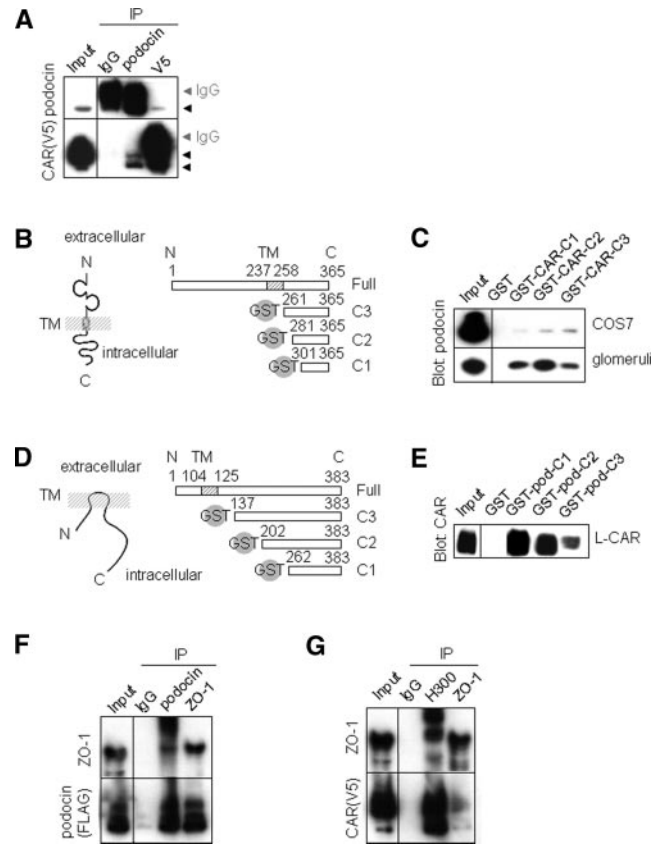 A
IP
Input
IgG
podocin
V5
podocin
IgG
CAR(V5)
IgG
B
extracellular
N
TM
intracellular
C
N TM C
1 237 258 365
Full
261 365
GST C3
281 365
GST C2
301 365
GST C1
C
Input
GST
GST-CAR-C1
GST-CAR-C2
GST-CAR-C3
Blot: podocin
COS7
glomeruli
D
extracellular
TM
N
C
intracellular
N TM C
1 104 125 383
Full
137 383
GST C3
202 383
GST C2
262 383
GST C1
E
Input
GST
GST-pod-C1
GST-pod-C2
GST-pod-C3
Blot: CAR
L-CAR
F
IP
Input
IgG
podocin
ZO-1
ZO-1
podocin
(FLAG)
G
IP
Input
IgG
H300
ZO-1
ZO-1
CAR(V5)